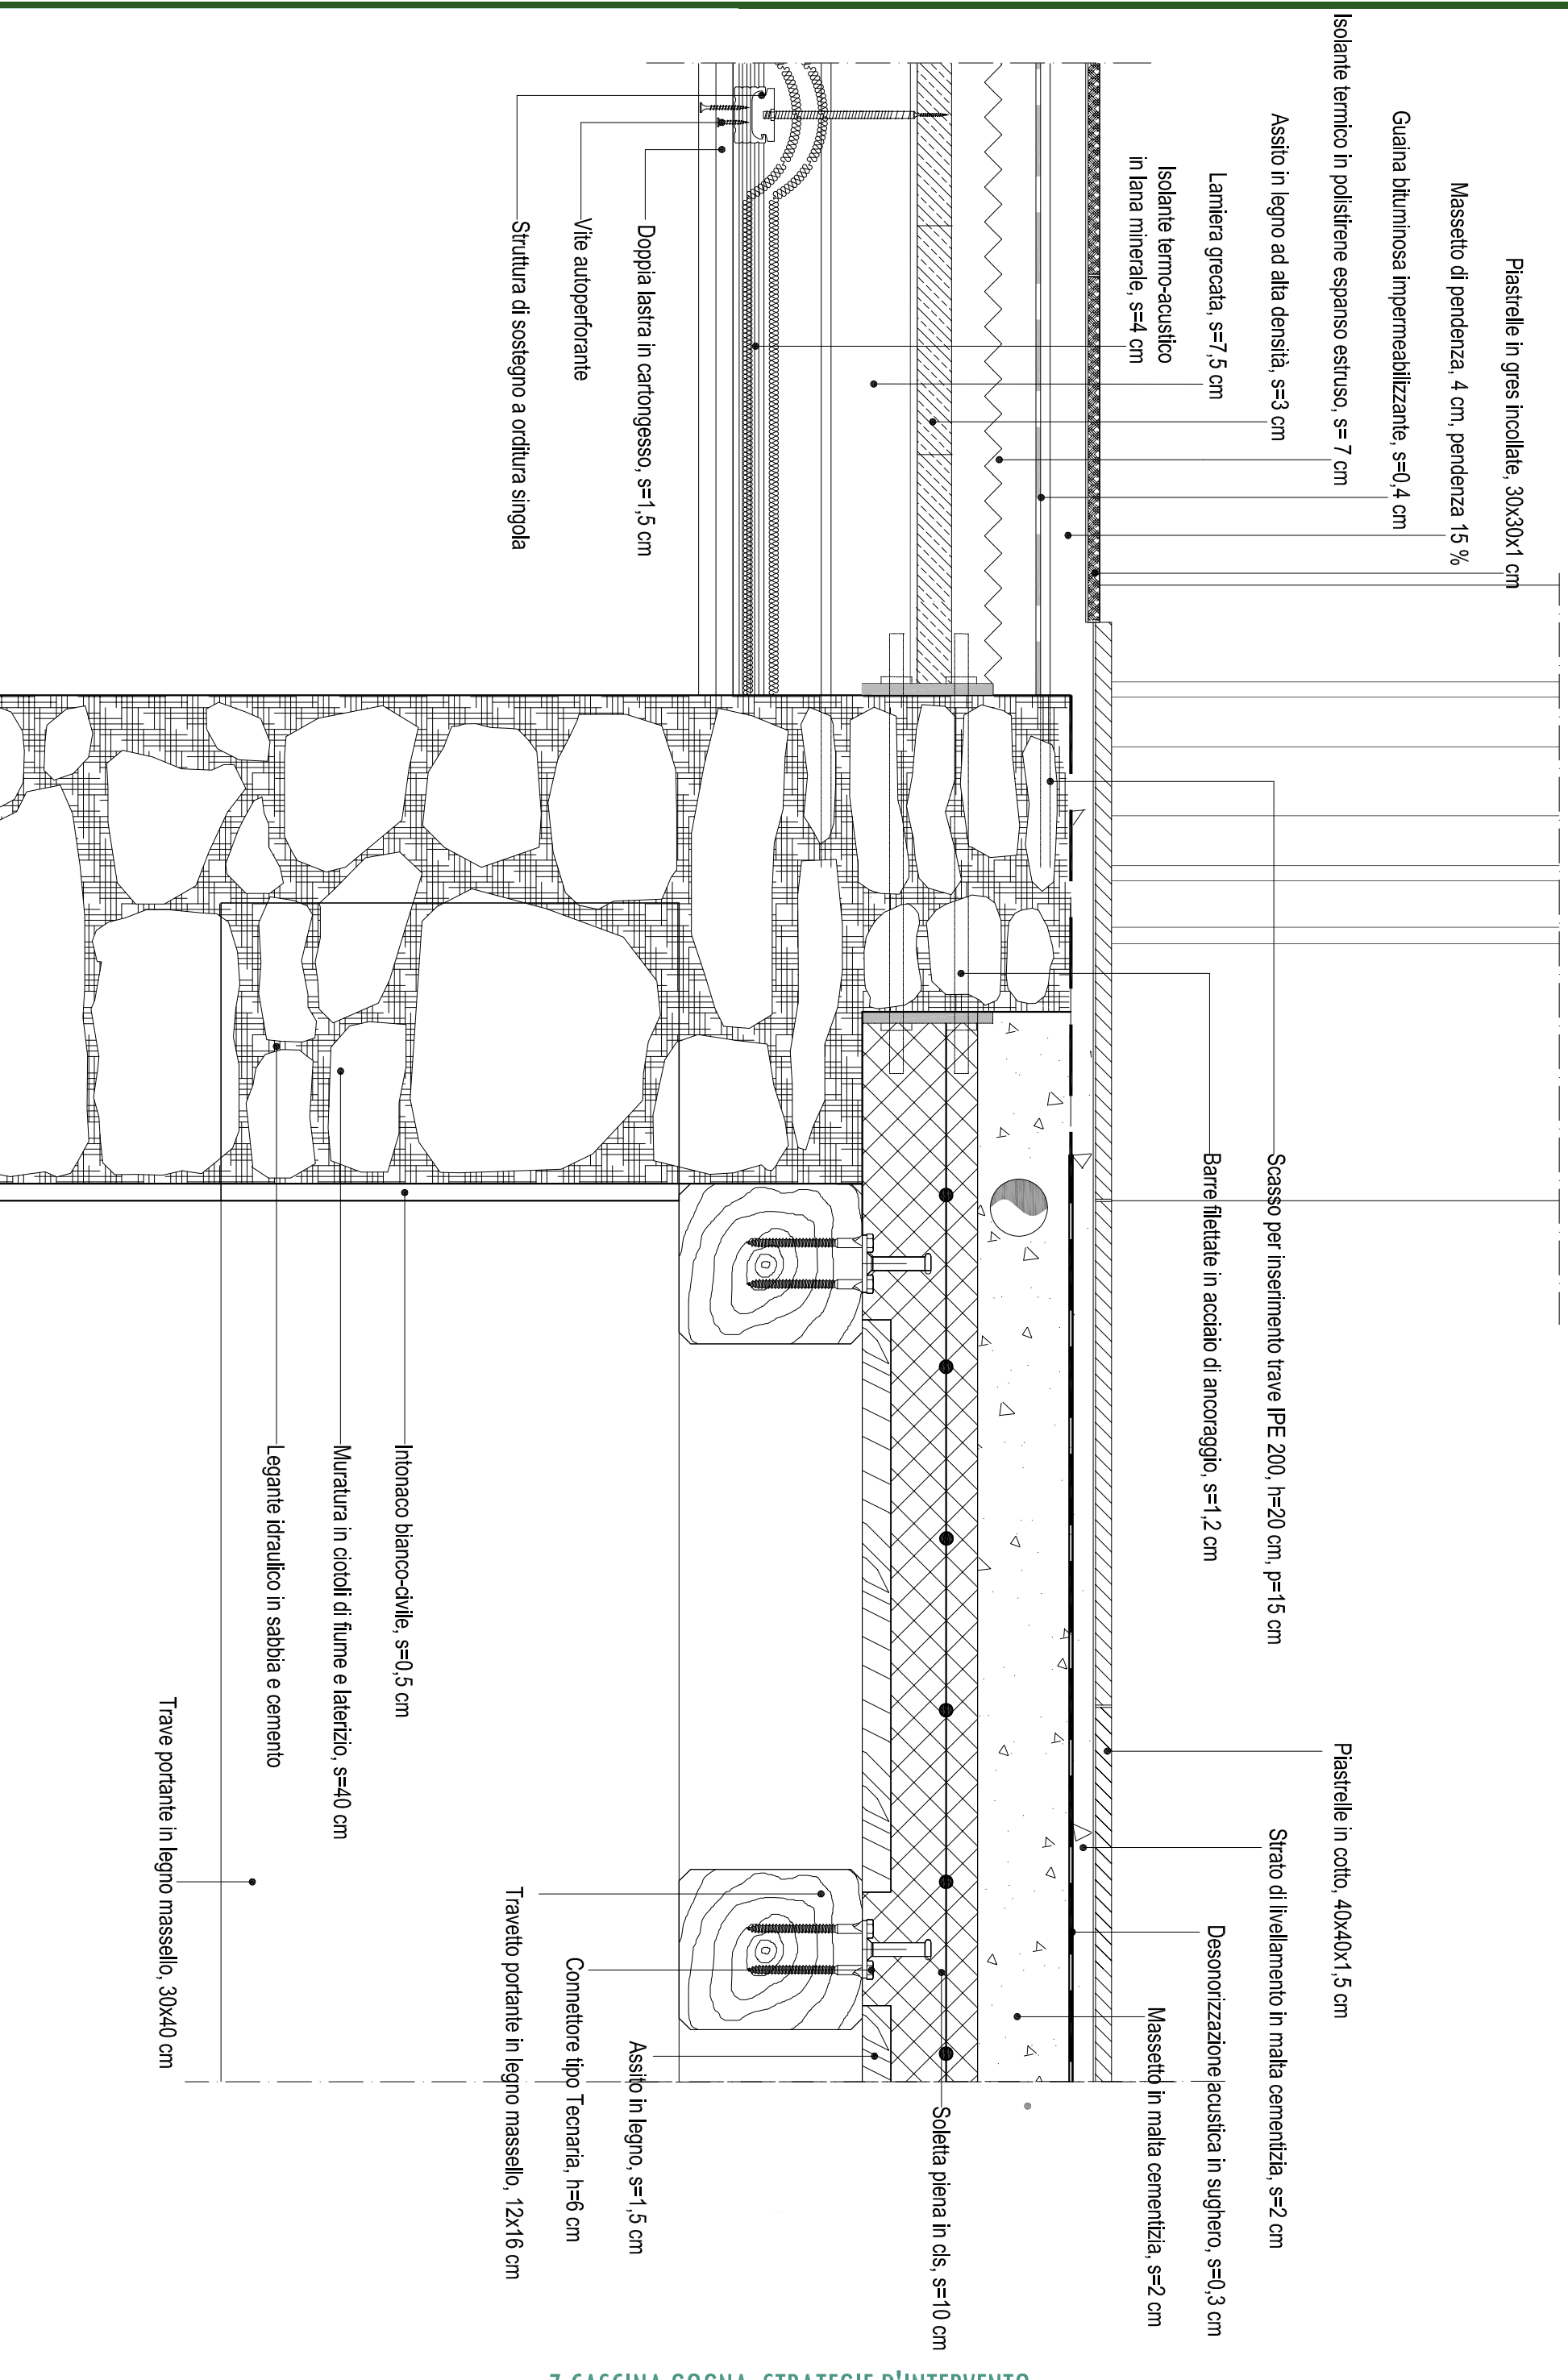 Piastrelle in gres incollate, 30x30x1 cm
Massetto di pendenza, 4 cm, pendenza 15 %
Guaina bituminosa impermeabilizzante, s=0,4 cm
Isolante termico in polistirene espanso estruso, s= 7 cm
Assito in legno ad alta densità, s=3 cm
Lamiera grecata, s=7,5 cm
Isolante termo-acustico
in lana minerale, s=4 cm
Doppia lastra in cartongesso, s=1,5 cm
Vite autoperforante
Struttura di sostegno a orditura singola
Scasso per inserimento trave IPE 200, h=20 cm, p=15 cm
Barre filettate in acciaio di ancoraggio, s=1,2 cm
Intonaco bianco-civile, s=0,5 cm
Muratura in ciotoli di fiume e laterizio, s=40 cm
Legante idraulico in sabbia e cemento
Trave portante in legno massello, 30x40 cm
Piastrelle in cotto, 40x40x1,5 cm
Strato di livellamento in malta cementizia, s=2 cm
Desonorizzazione acustica in sughero, s=0,3 cm
Massetto in malta cementizia, s=2 cm
Soletta piena in cls, s=10 cm
Assito in legno, s=1,5 cm
Connettore tipo Tecnaria, h=6 cm
Travetto portante in legno massello, 12x16 cm
7. CASCINA GOGNA, STRATEGIE D'INTERVENTO